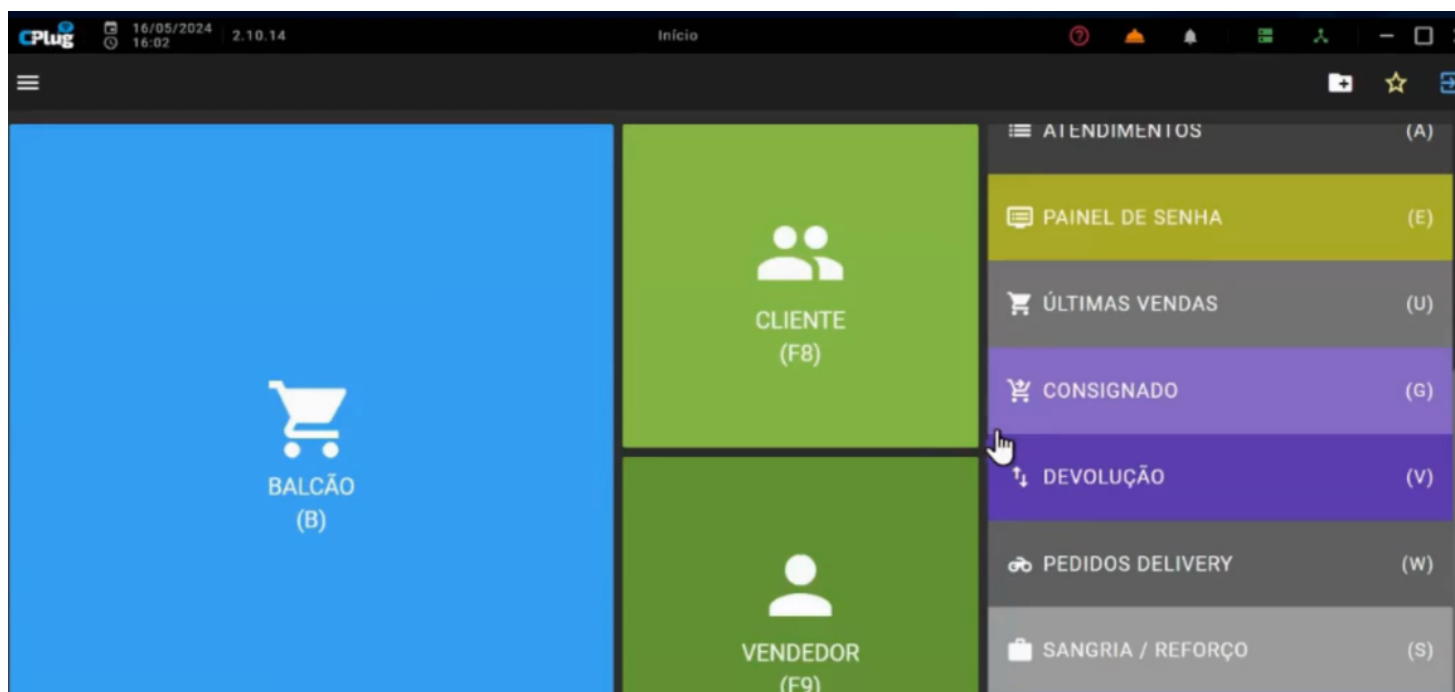 CPlug
16/05/2024
16:02
2.10.14
Início
BALCÃO
(B)
CLIENTE
(F8)
VENDEDOR
(F9)
ATENDIMENTOS (A)
PAINEL DE SENHA (E)
ÚLTIMAS VENDAS (U)
CONSIGNADO (G)
DEVOLUÇÃO (V)
PEDIDOS DELIVERY (W)
SANGRIA / REFORÇO (S)